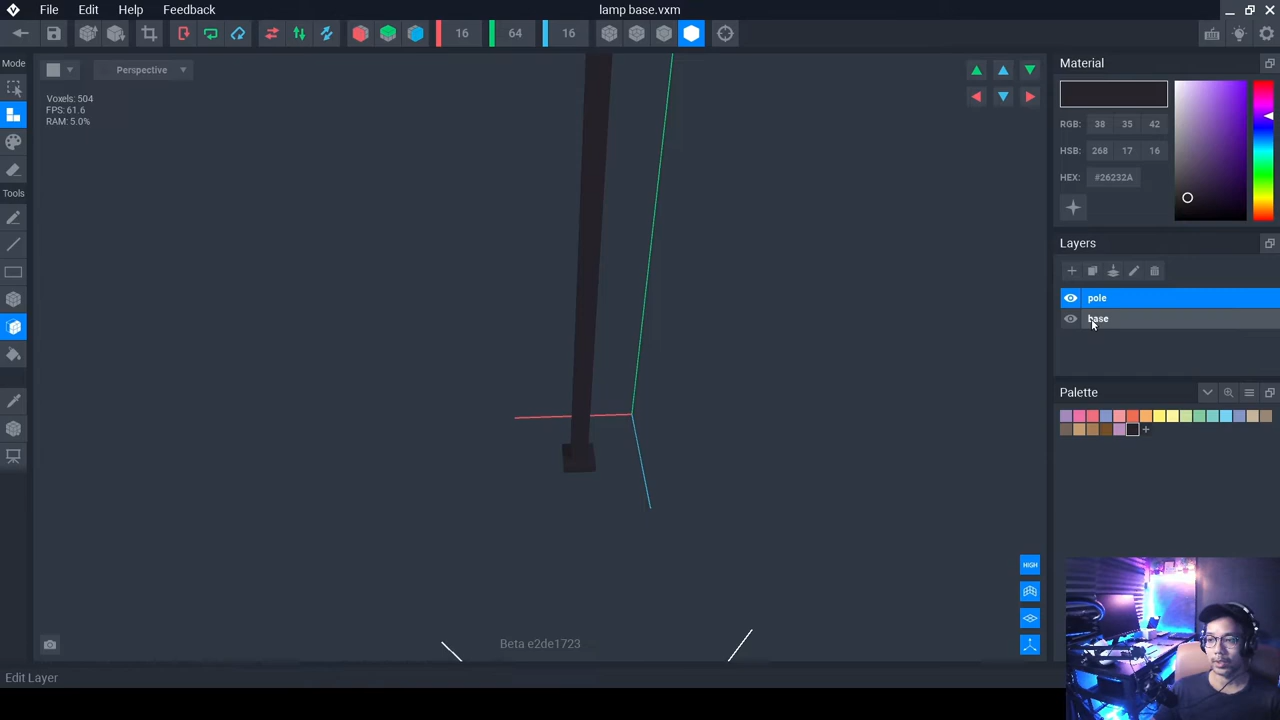 File Edit Help Feedback lamp base.vxm
16 64 16
Mode
Perspective
Material
Voxels: 504
FPS: 61.6
RAM: 5.0%
RGB: 38 35 42
HSB: 268 17 16
HEX: #26232A
Tools
Layers
pole
base
Palette
HIGH
Beta e2de1723
Edit Layer